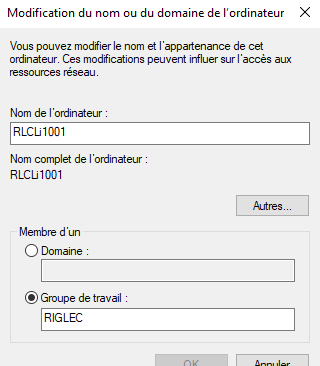 Modification du nom ou du domaine de l'ordinateur
Vous pouvez modifier le nom et l'appartenance de cet
ordinateur. Ces modifications peuvent influer sur l'accès aux
ressources réseau.
Nom de l'ordinateur :
RLCLi1001
Nom complet de l'ordinateur :
RLCLi1001
Autres...
Membre d'un
Domaine :
Groupe de travail :
RIGLEC
OK
Annuler